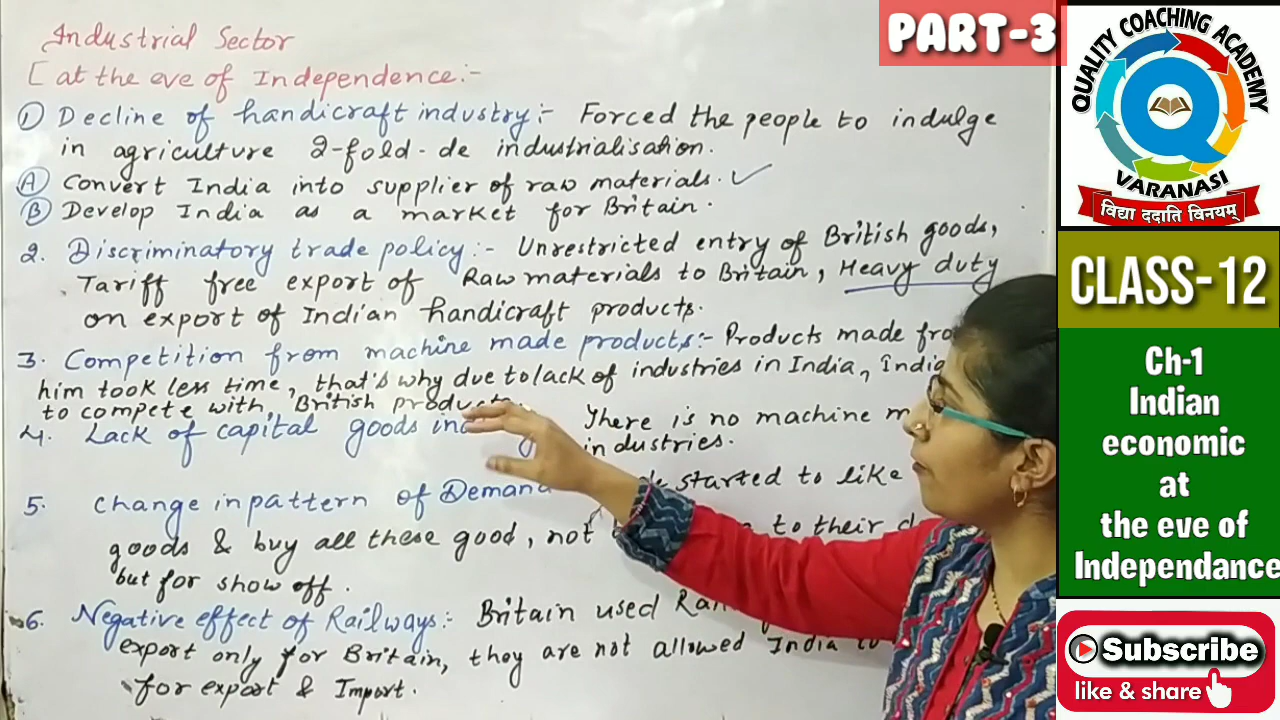 Industrial Sector
[at the eve of Independence:-
① Decline of handicraft industry:- Forced the people to indulge
in agriculture 2-fold-de industrialisation.
Ⓐ Convert India into supplier of raw materials. ✓
Ⓑ Develop India as a market for Britain.
2. Discriminatory trade policy:- Unrestricted entry of British goods,
Tariff free export of Raw materials to Britain, Heavy duty
on export of Indian handicraft products.
3. Competition from machine made products:- Products made
him took less time, that's why due to lack of industries in India,
to compete with British products.
4. Lack of capital goods There is no machine
industries.
5. Change in pattern of Demand started to like
goods & buy all these good, not to their
but for show off.
6. Negative effect of Railways:- Britain used
export only for Britain, they are not allowed India
for export & Import.
PART-3
QUALITY COACHING ACADEMY
Q
VARANASI
विद्या ददाति विनयम्
CLASS-12
Ch-1
Indian
economic
at
the eve of
Independance
Subscribe
like & share